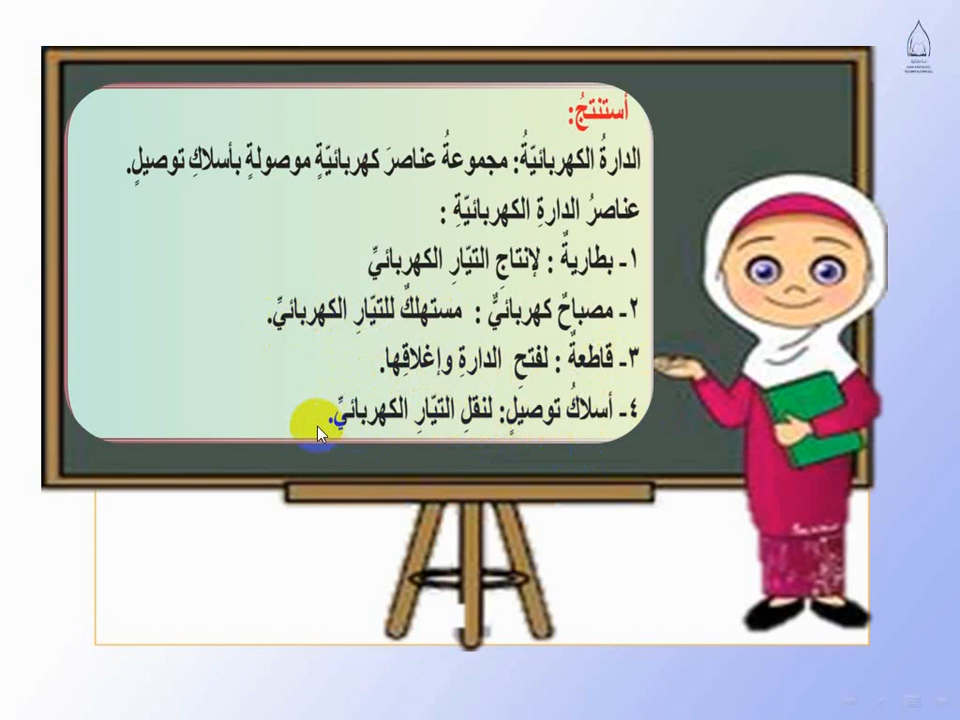 أستنتجُ:
الدارةُ الكهربائيّةُ: مجموعةُ عناصرَ كهربائيّةٍ موصولةٍ بأسلاكِ توصيلٍ.
عناصرُ الدارةِ الكهربائيّةِ :
١- بطاريةٌ : لإنتاجِ التيّارِ الكهربائيِّ
٢- مصباحٌ كهربائيٌّ : مستهلكٌ للتيّارِ الكهربائيِّ.
٣- قاطعةٌ : لفتحِ الدارةِ وإغلاقِها.
٤- أسلاكُ توصيلٍ: لنقلِ التيّارِ الكهربائيِّ.